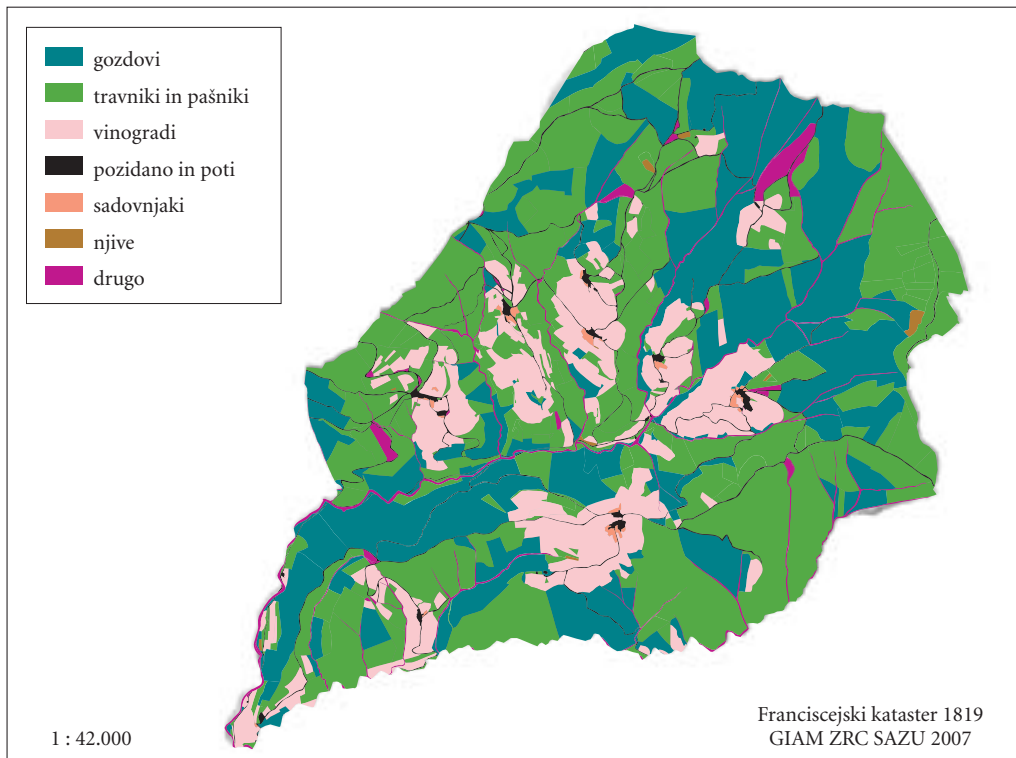 gozdovi
travniki in pašniki
vinogradi
pozidano in poti
sadovnjaki
njive
drugo
1 : 42.000
Franciscejski kataster 1819
GIAM ZRC SAZU 2007